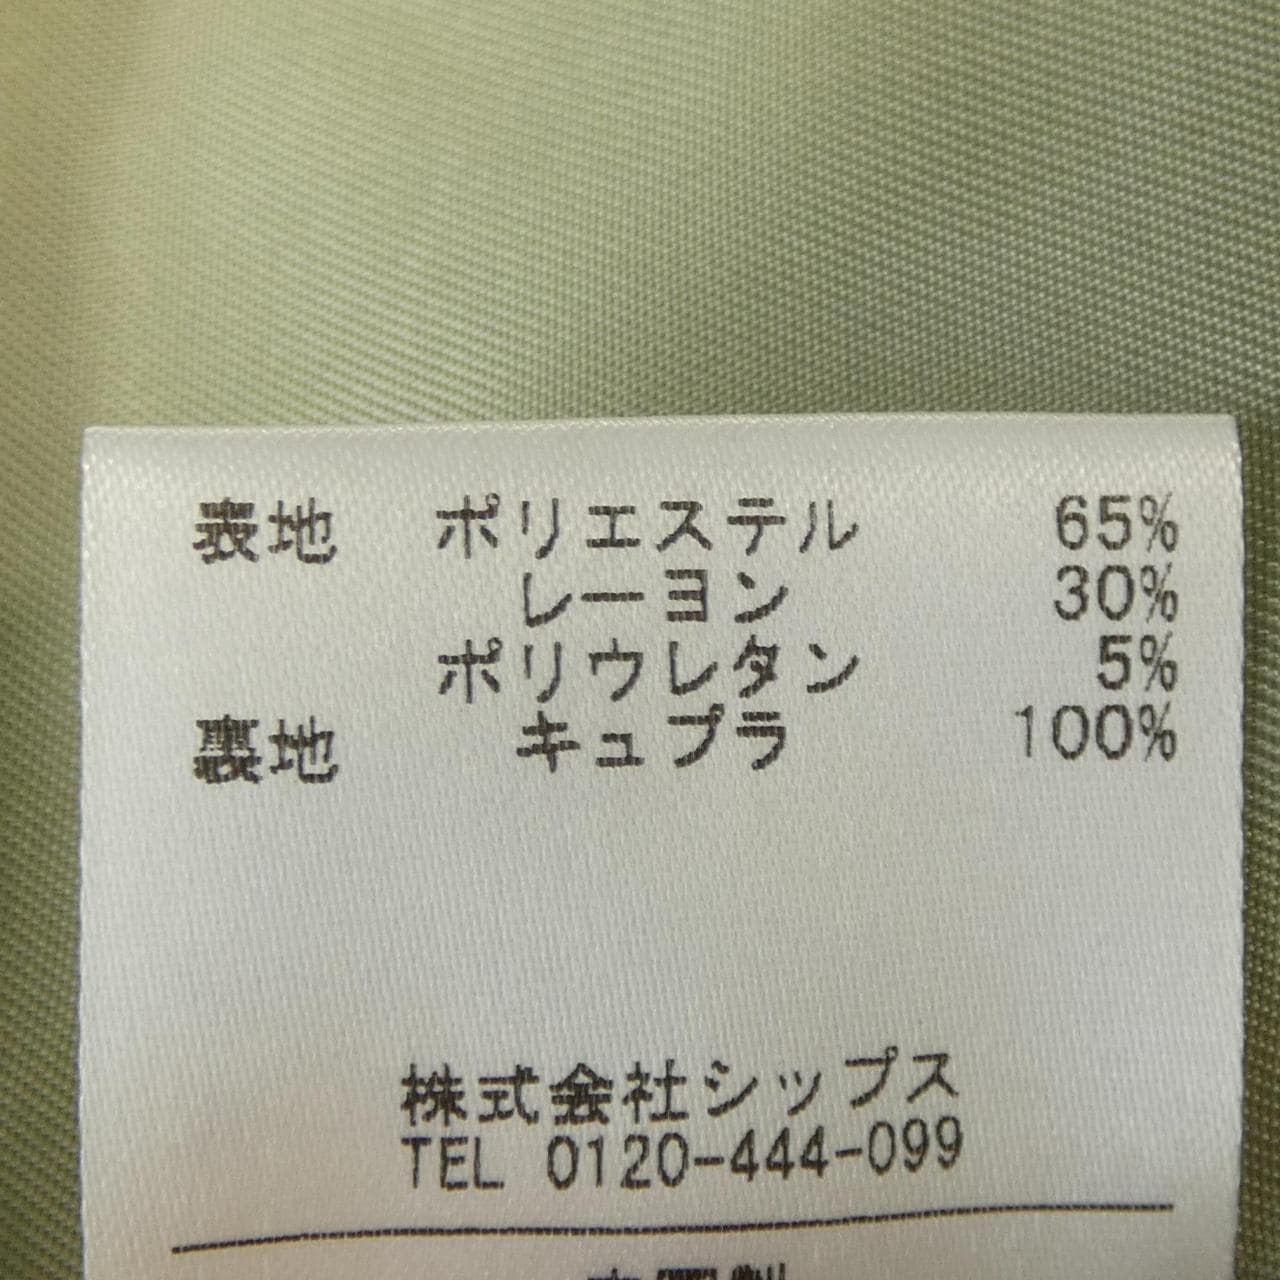 表地 ポリエステル 65%
レーヨン 30%
ポリウレタン 5%
裏地 キュプラ 100%
株式会社シップス
TEL 0120-444-099